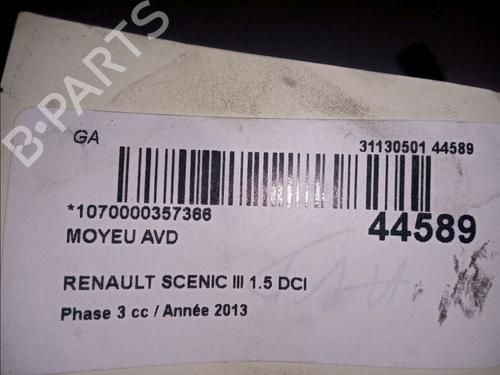 B-PARTS
GA
31130501 44589
*1070000357366
44589
MOYEU AVD
RENAULT SCENIC III 1.5 DCI
Phase 3 cc / Année 2013